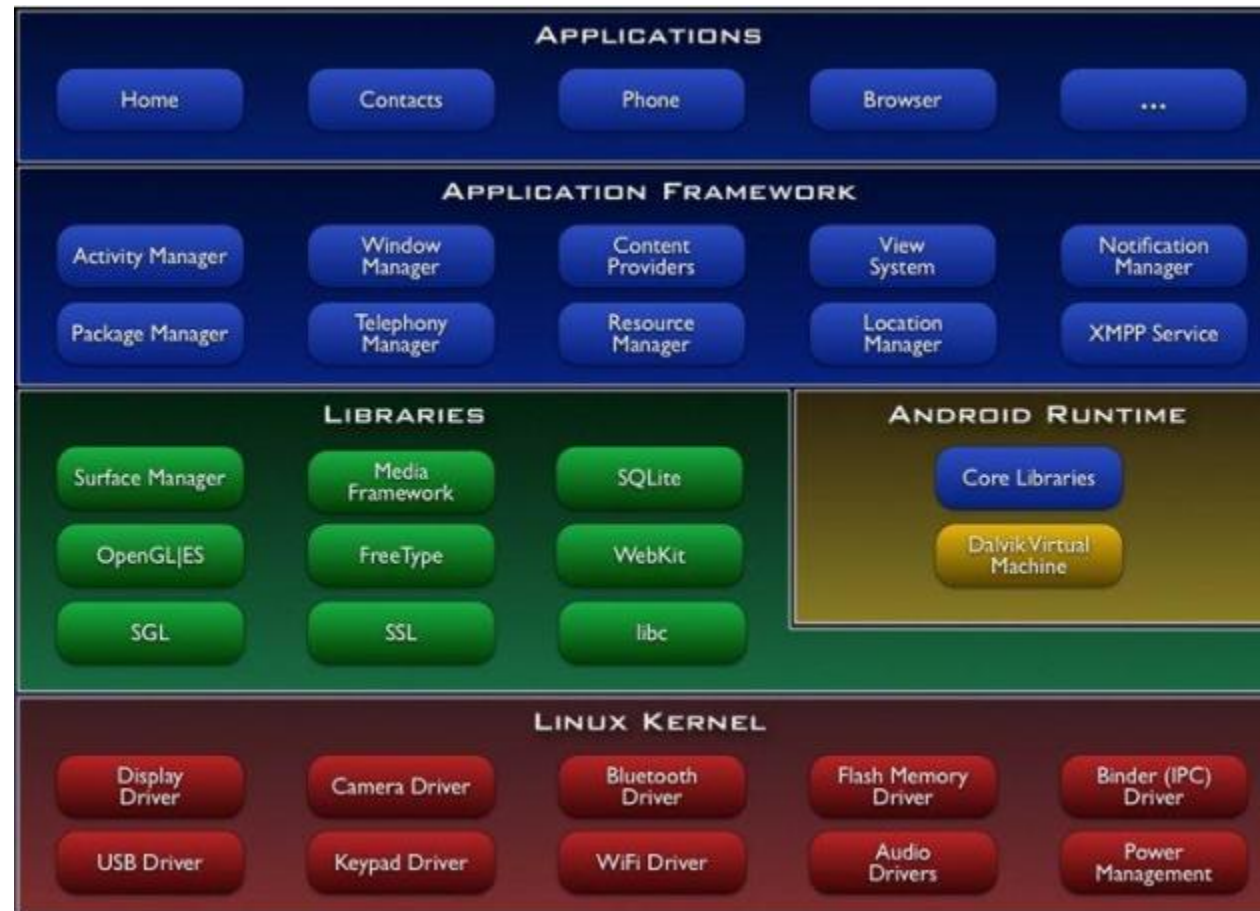 APPLICATIONS
Home
Contacts
Phone
Browser
...
APPLICATION FRAMEWORK
Activity Manager
Window
Manager
Content
Providers
View
System
Notification
Manager
Package Manager
Telephony
Manager
Resource
Manager
Location
Manager
XMPP Service
LIBRARIES
Surface Manager
Media
Framework
SQLite
OpenGL|ES
FreeType
WebKit
SGL
SSL
libc
ANDROID RUNTIME
Core Libraries
Dalvik Virtual
Machine
LINUX KERNEL
Display
Driver
Camera Driver
Bluetooth
Driver
Flash Memory
Driver
Binder (IPC)
Driver
USB Driver
Keypad Driver
WiFi Driver
Audio
Drivers
Power
Management